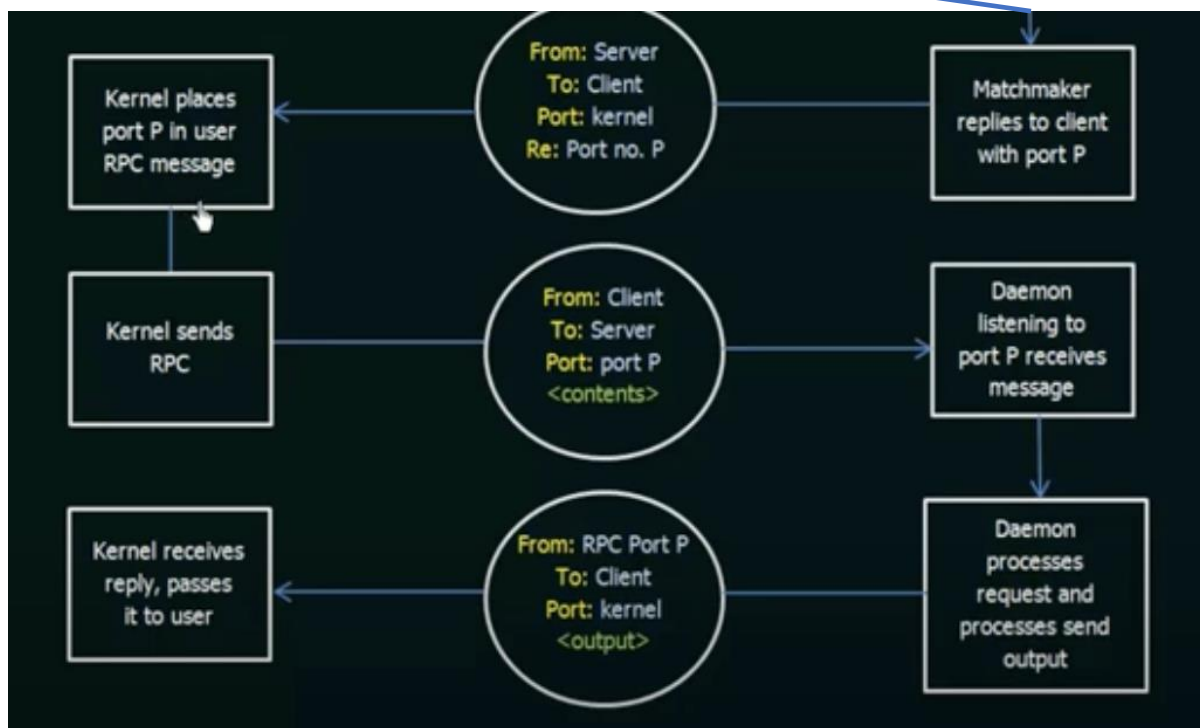 Kernel places
port P in user
RPC message
From: Server
To: Client
Port: kernel
Re: Port no. P
Matchmaker
replies to client
with port P
Kernel sends
RPC
From: Client
To: Server
Port: port P
<contents>
Daemon
listening to
port P receives
message
Kernel receives
reply, passes
it to user
From: RPC Port P
To: Client
Port: kernel
<output>
Daemon
processes
request and
processes send
output